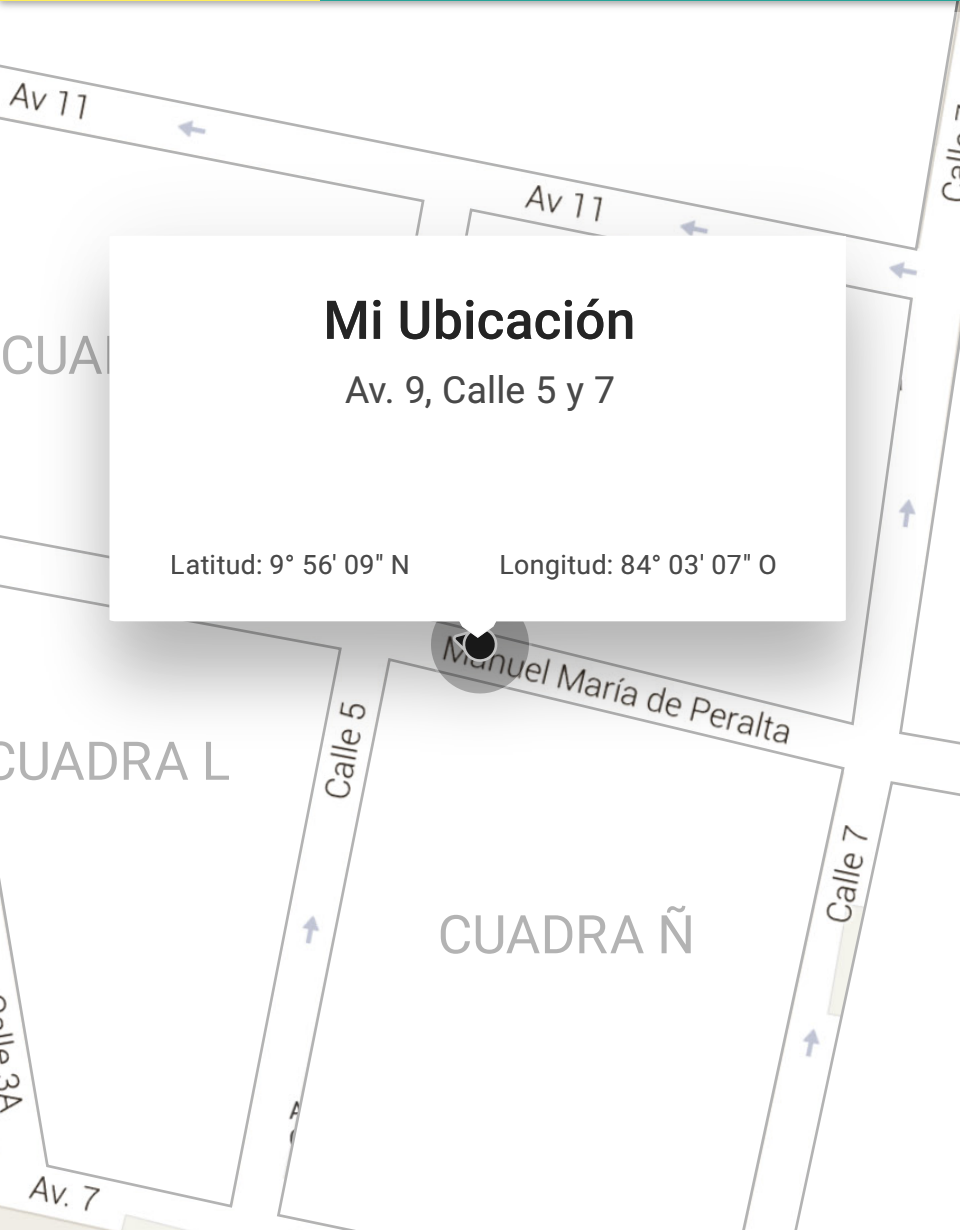 Av 11
Av 11
Mi Ubicación
Av. 9, Calle 5 y 7
Latitud: 9° 56' 09" N
Longitud: 84° 03' 07" O
Manuel María de Peralta
Calle 5
CUADRA L
Calle 7
CUADRA Ñ
Calle 3A
Av. 7